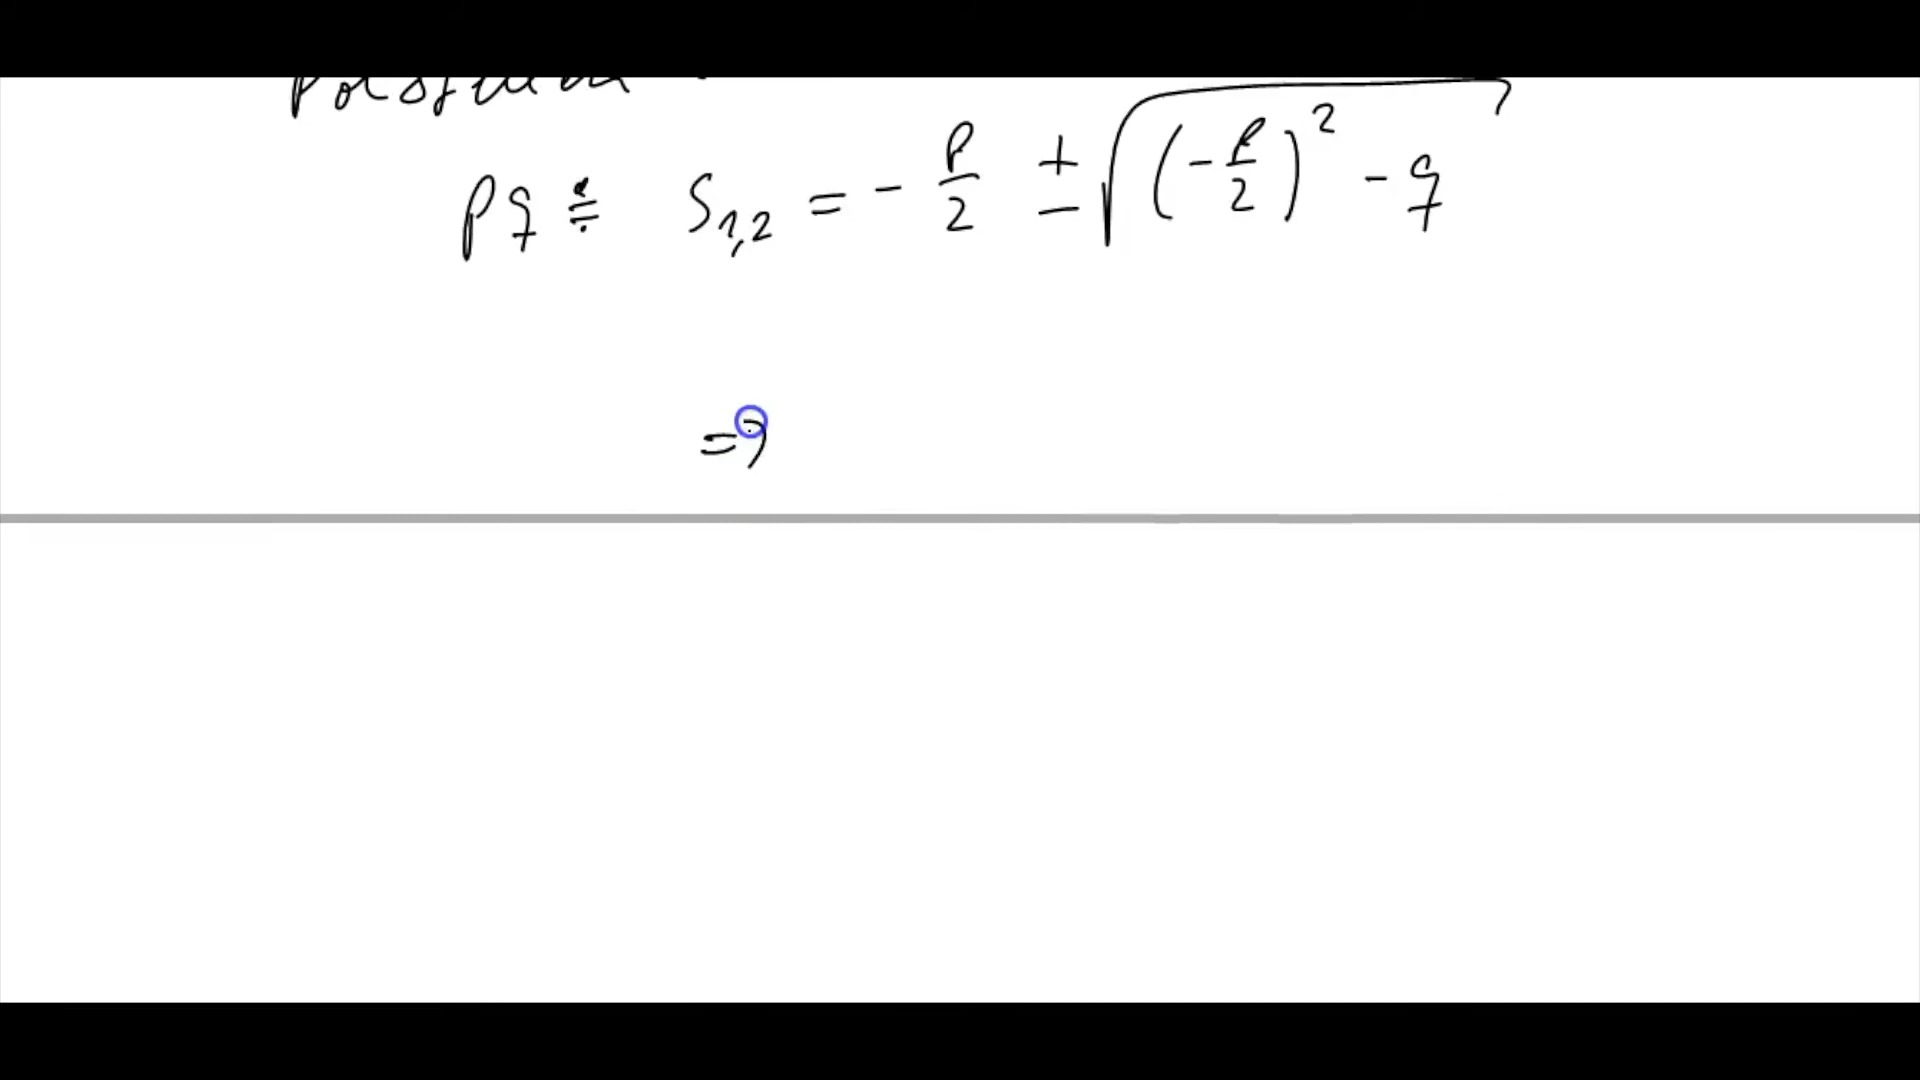 pq ≐ S₁,₂ = - p/2 ± √((-p/2)² - q)
=>